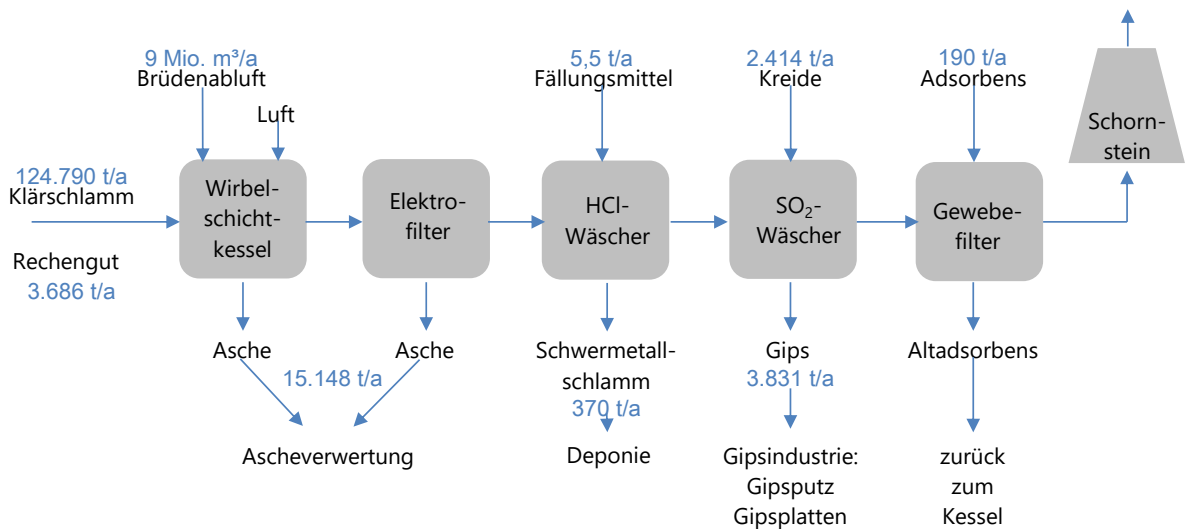 9 Mio. m³/a
Brüdenabluft
Luft
5,5 t/a
Fällungsmittel
2.414 t/a
Kreide
190 t/a
Adsorbens
Schorn-
stein
124.790 t/a
Klärschlamm
Rechengut
3.686 t/a
Wirbel-
schicht-
kessel
Elektro-
filter
HCl-
Wäscher
SO₂-
Wäscher
Gewebe-
filter
Asche
Asche
15.148 t/a
Ascheverwertung
Schwermetall-
schlamm
370 t/a
Deponie
Gips
3.831 t/a
Gipsindustrie:
Gipsputz
Gipsplatten
Altadsorbens
zurück
zum
Kessel